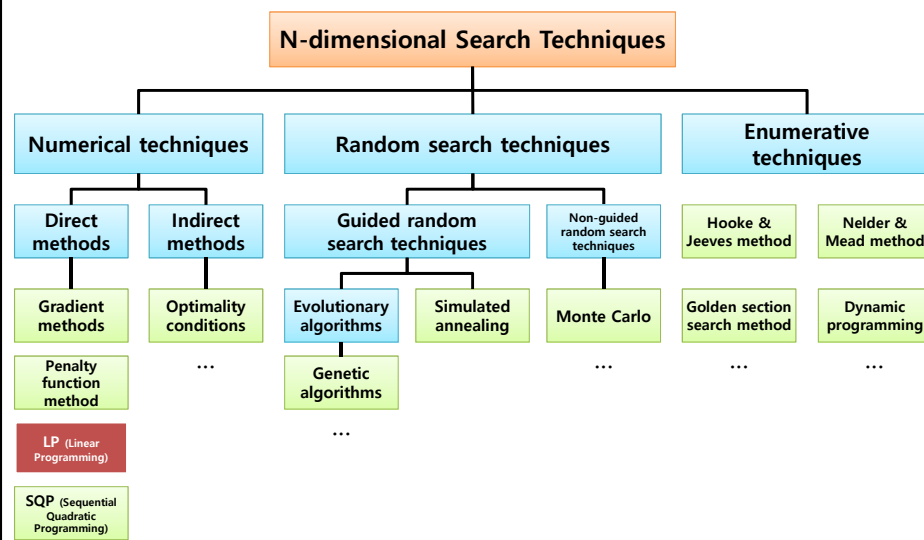 N-dimensional Search Techniques
Numerical techniques
Random search techniques
Enumerative
techniques
Direct
methods
Indirect
methods
Guided random
search techniques
Non-guided
random search
techniques
Hooke &
Jeeves method
Nelder &
Mead method
Gradient
methods
Optimality
conditions
Evolutionary
algorithms
Simulated
annealing
Monte Carlo
Golden section
search method
Dynamic
programming
Penalty
function
method
...
Genetic
algorithms
...
...
...
...
LP (Linear
Programming)
SQP (Sequential
Quadratic
Programming)